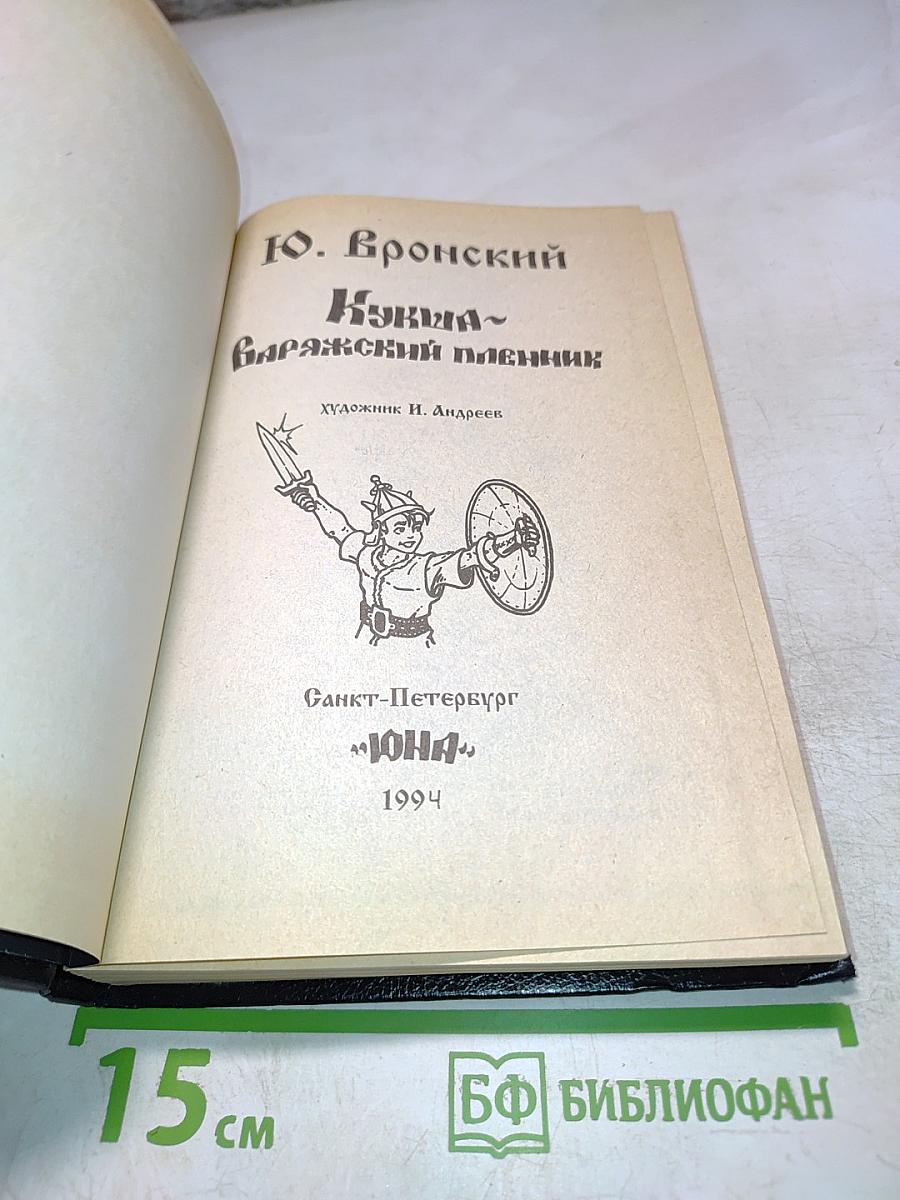 Ю. Вронский
Кукша~
Варяжский пленник
художник И. Андреев
Санкт-Петербург
„ЮНА"
1994
15 см
БФ БИБЛИОФАН